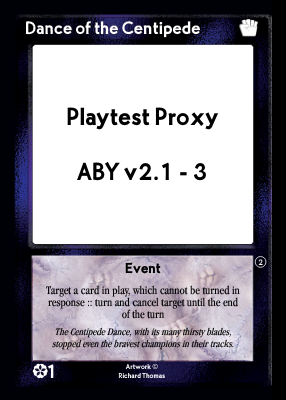 Dance of the Centipede
Playtest Proxy
ABY v2.1 - 3
Event
2
Target a card in play, which cannot be turned in
response :: turn and cancel target until the end
of the turn
The Centipede Dance, with its many thirsty blades,
stopped even the bravest champions in their tracks.
1
Artwork ©
Richard Thomas